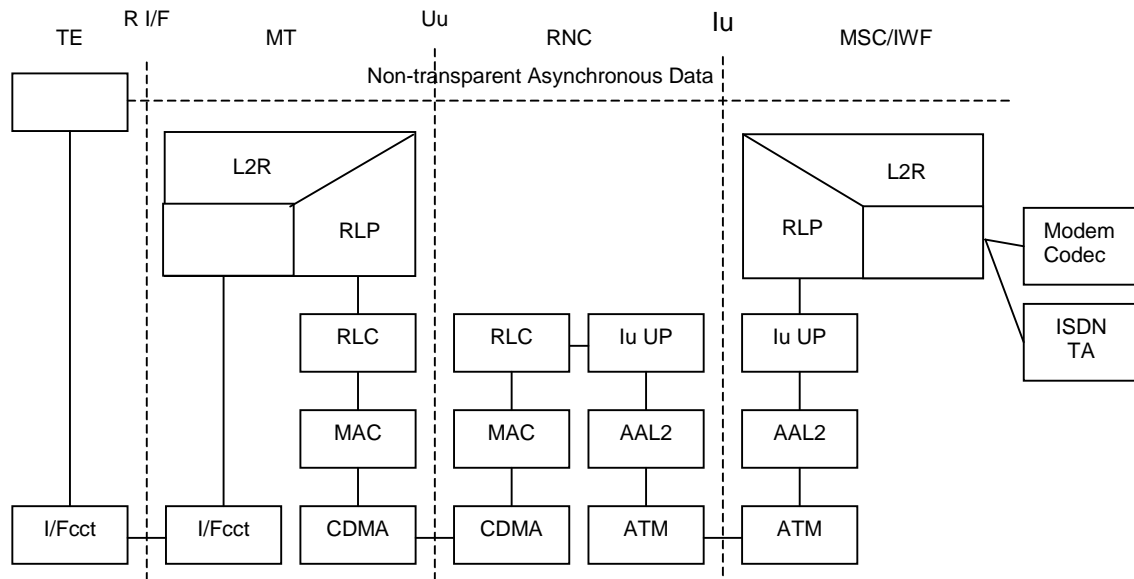 R I/F
Uu
Iu
TE
MT
RNC
MSC/IWF
Non-transparent Asynchronous Data
L2R
L2R
RLP
RLP
Modem
Codec
RLC
RLC
Iu UP
Iu UP
ISDN
TA
MAC
MAC
AAL2
AAL2
I/Fcct
I/Fcct
CDMA
CDMA
ATM
ATM